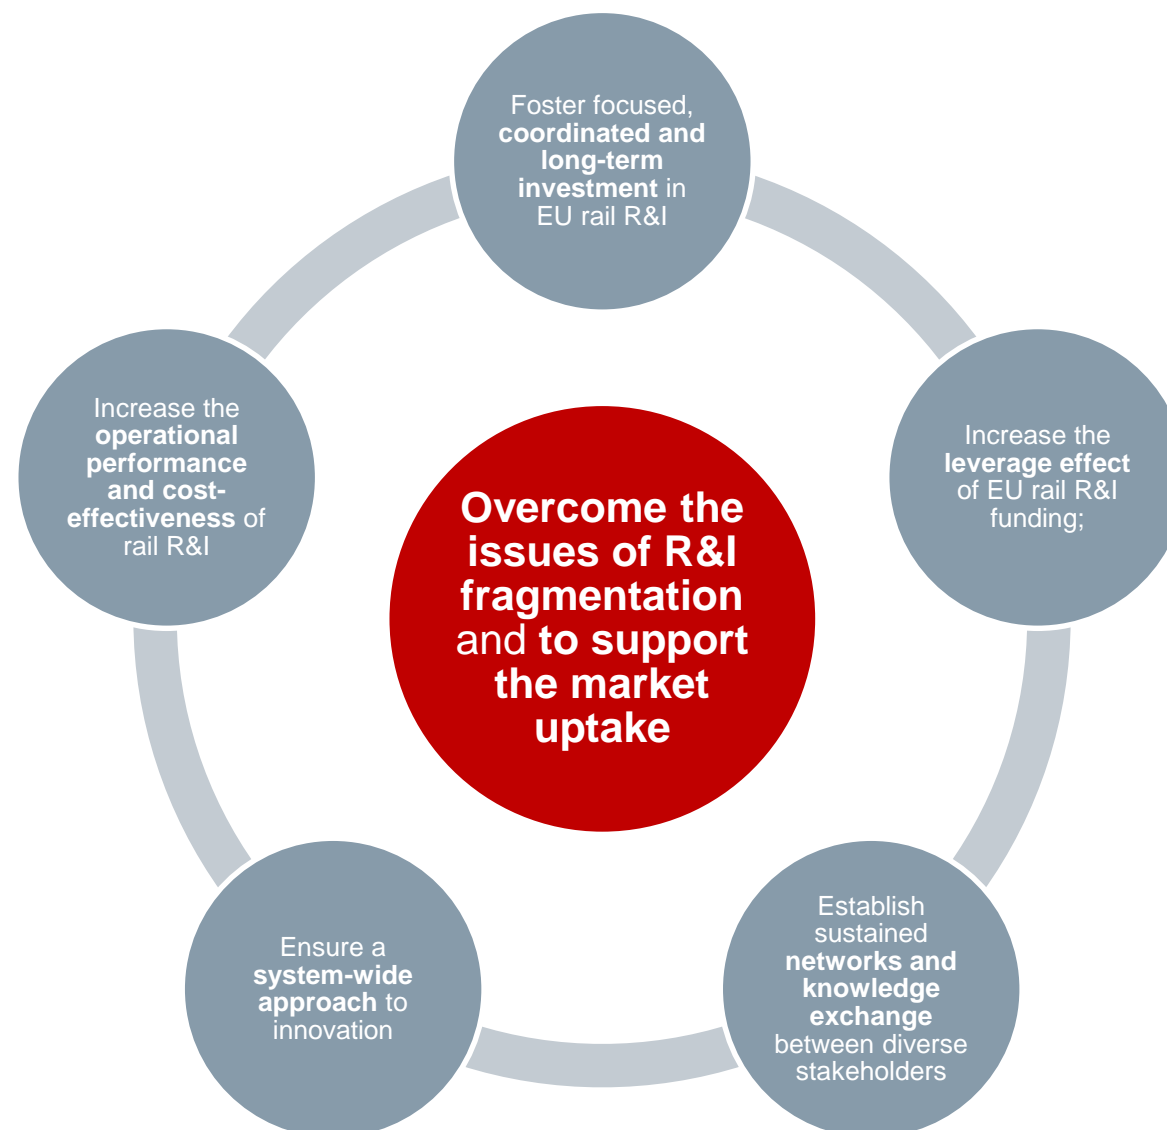 Foster focused,
coordinated and
long-term
investment in
EU rail R&I
Increase the
leverage effect
of EU rail R&I
funding;
Establish
sustained
networks and
knowledge
exchange
between diverse
stakeholders
Ensure a
system-wide
approach to
innovation
Increase the
operational
performance
and cost-
effectiveness of
rail R&I
Overcome the
issues of R&I
fragmentation
and to support
the market
uptake